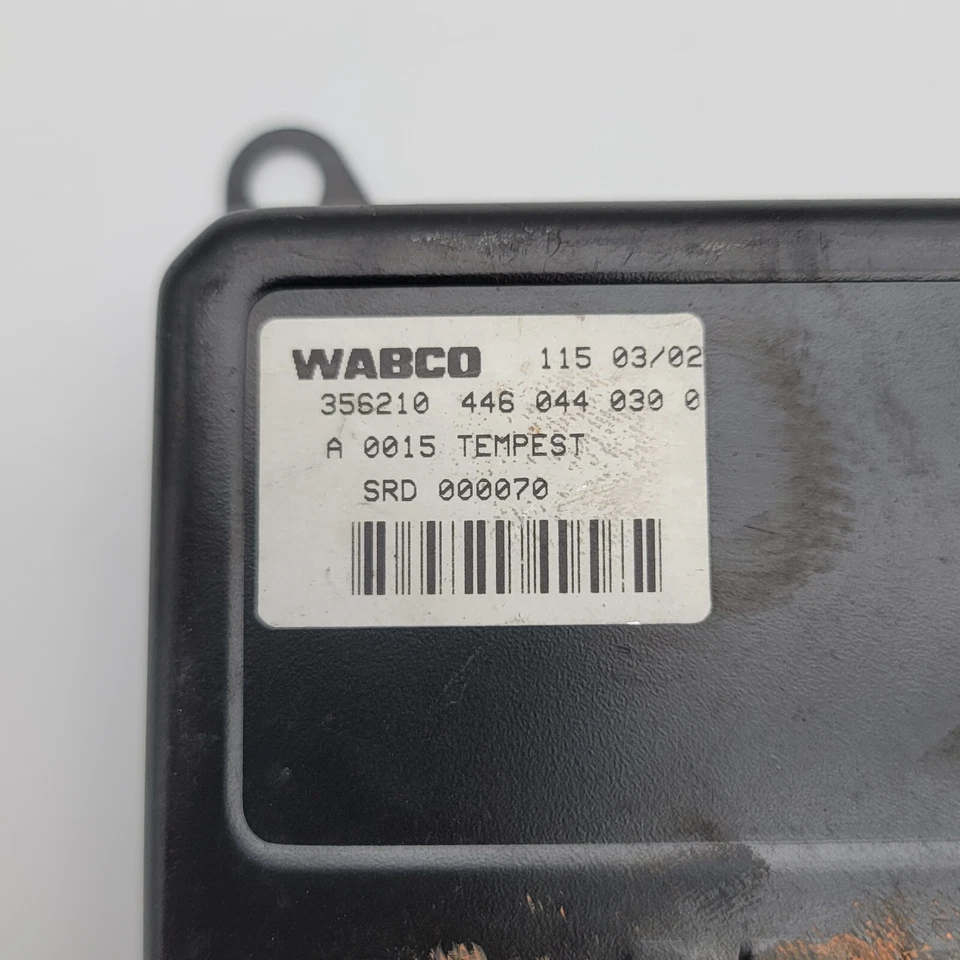 WABCO 115 03/02
356210 446 044 030 0
A 0015 TEMPEST
SRD 000070